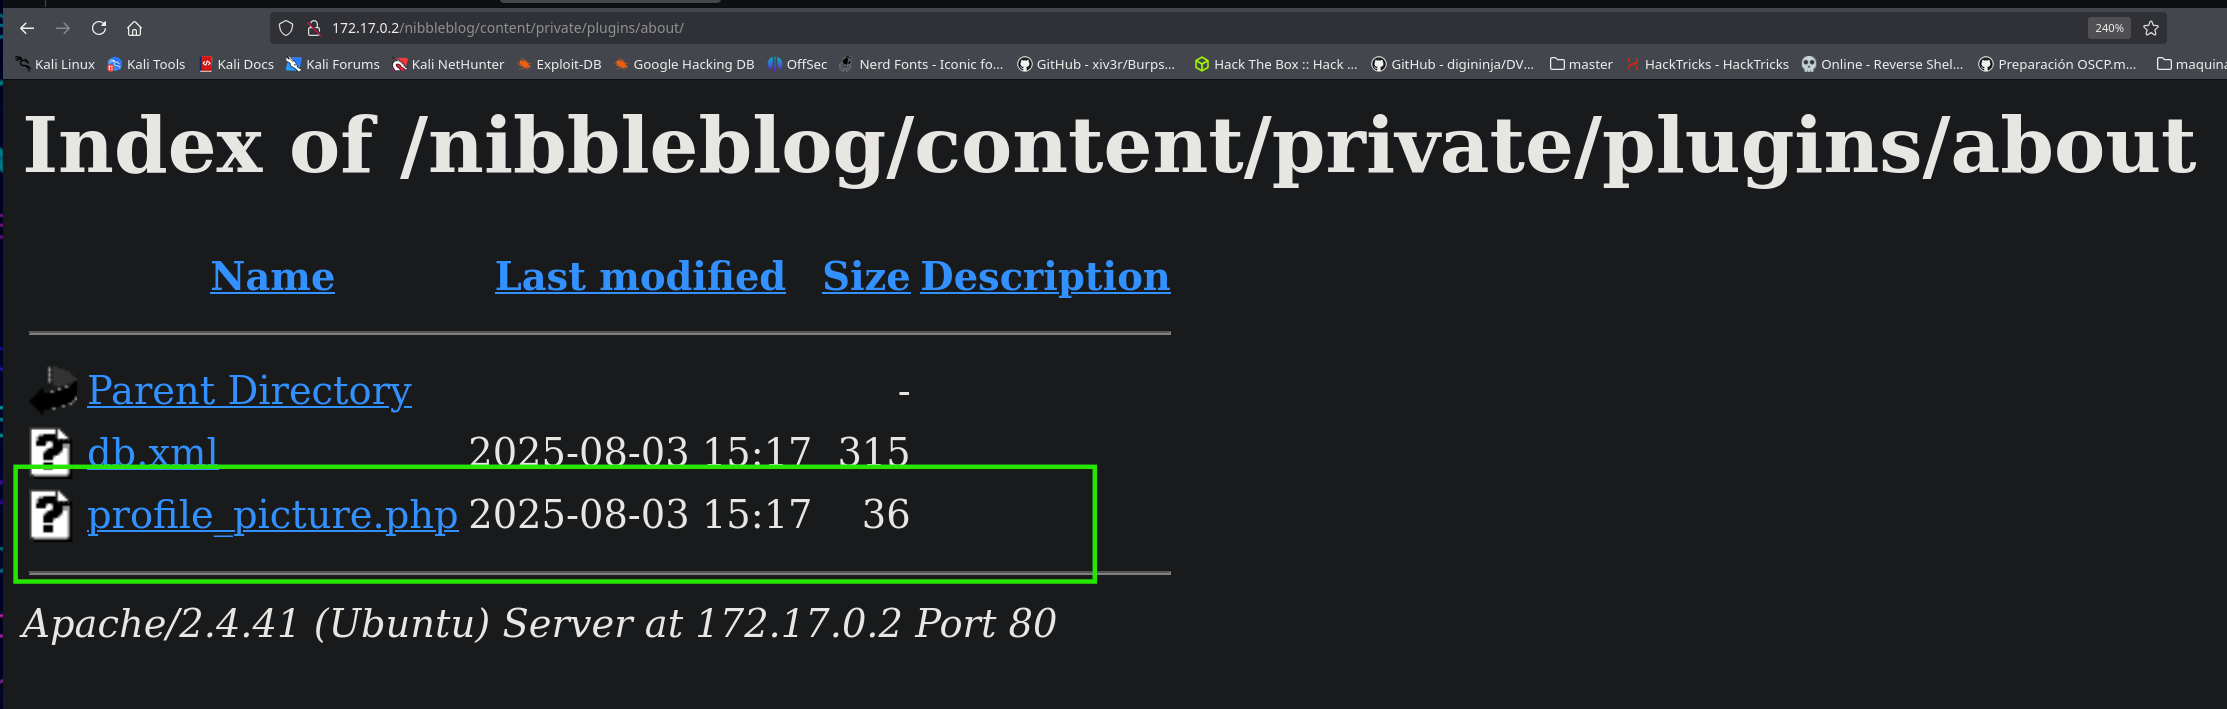 172.17.0.2/nibbleblog/content/private/plugins/about/ 240%
Kali Linux Kali Tools Kali Docs Kali Forums Kali NetHunter Exploit-DB Google Hacking DB OffSec Nerd Fonts - Iconic fo... GitHub - xiv3r/Burps... Hack The Box :: Hack ... GitHub - digininja/DV... master HackTricks - HackTricks Online - Reverse Shel... Preparación OSCP.m... maquina
Index of /nibbleblog/content/private/plugins/about
Name Last modified Size Description
Parent Directory -
db.xml 2025-08-03 15:17 315
profile_picture.php 2025-08-03 15:17 36
Apache/2.4.41 (Ubuntu) Server at 172.17.0.2 Port 80